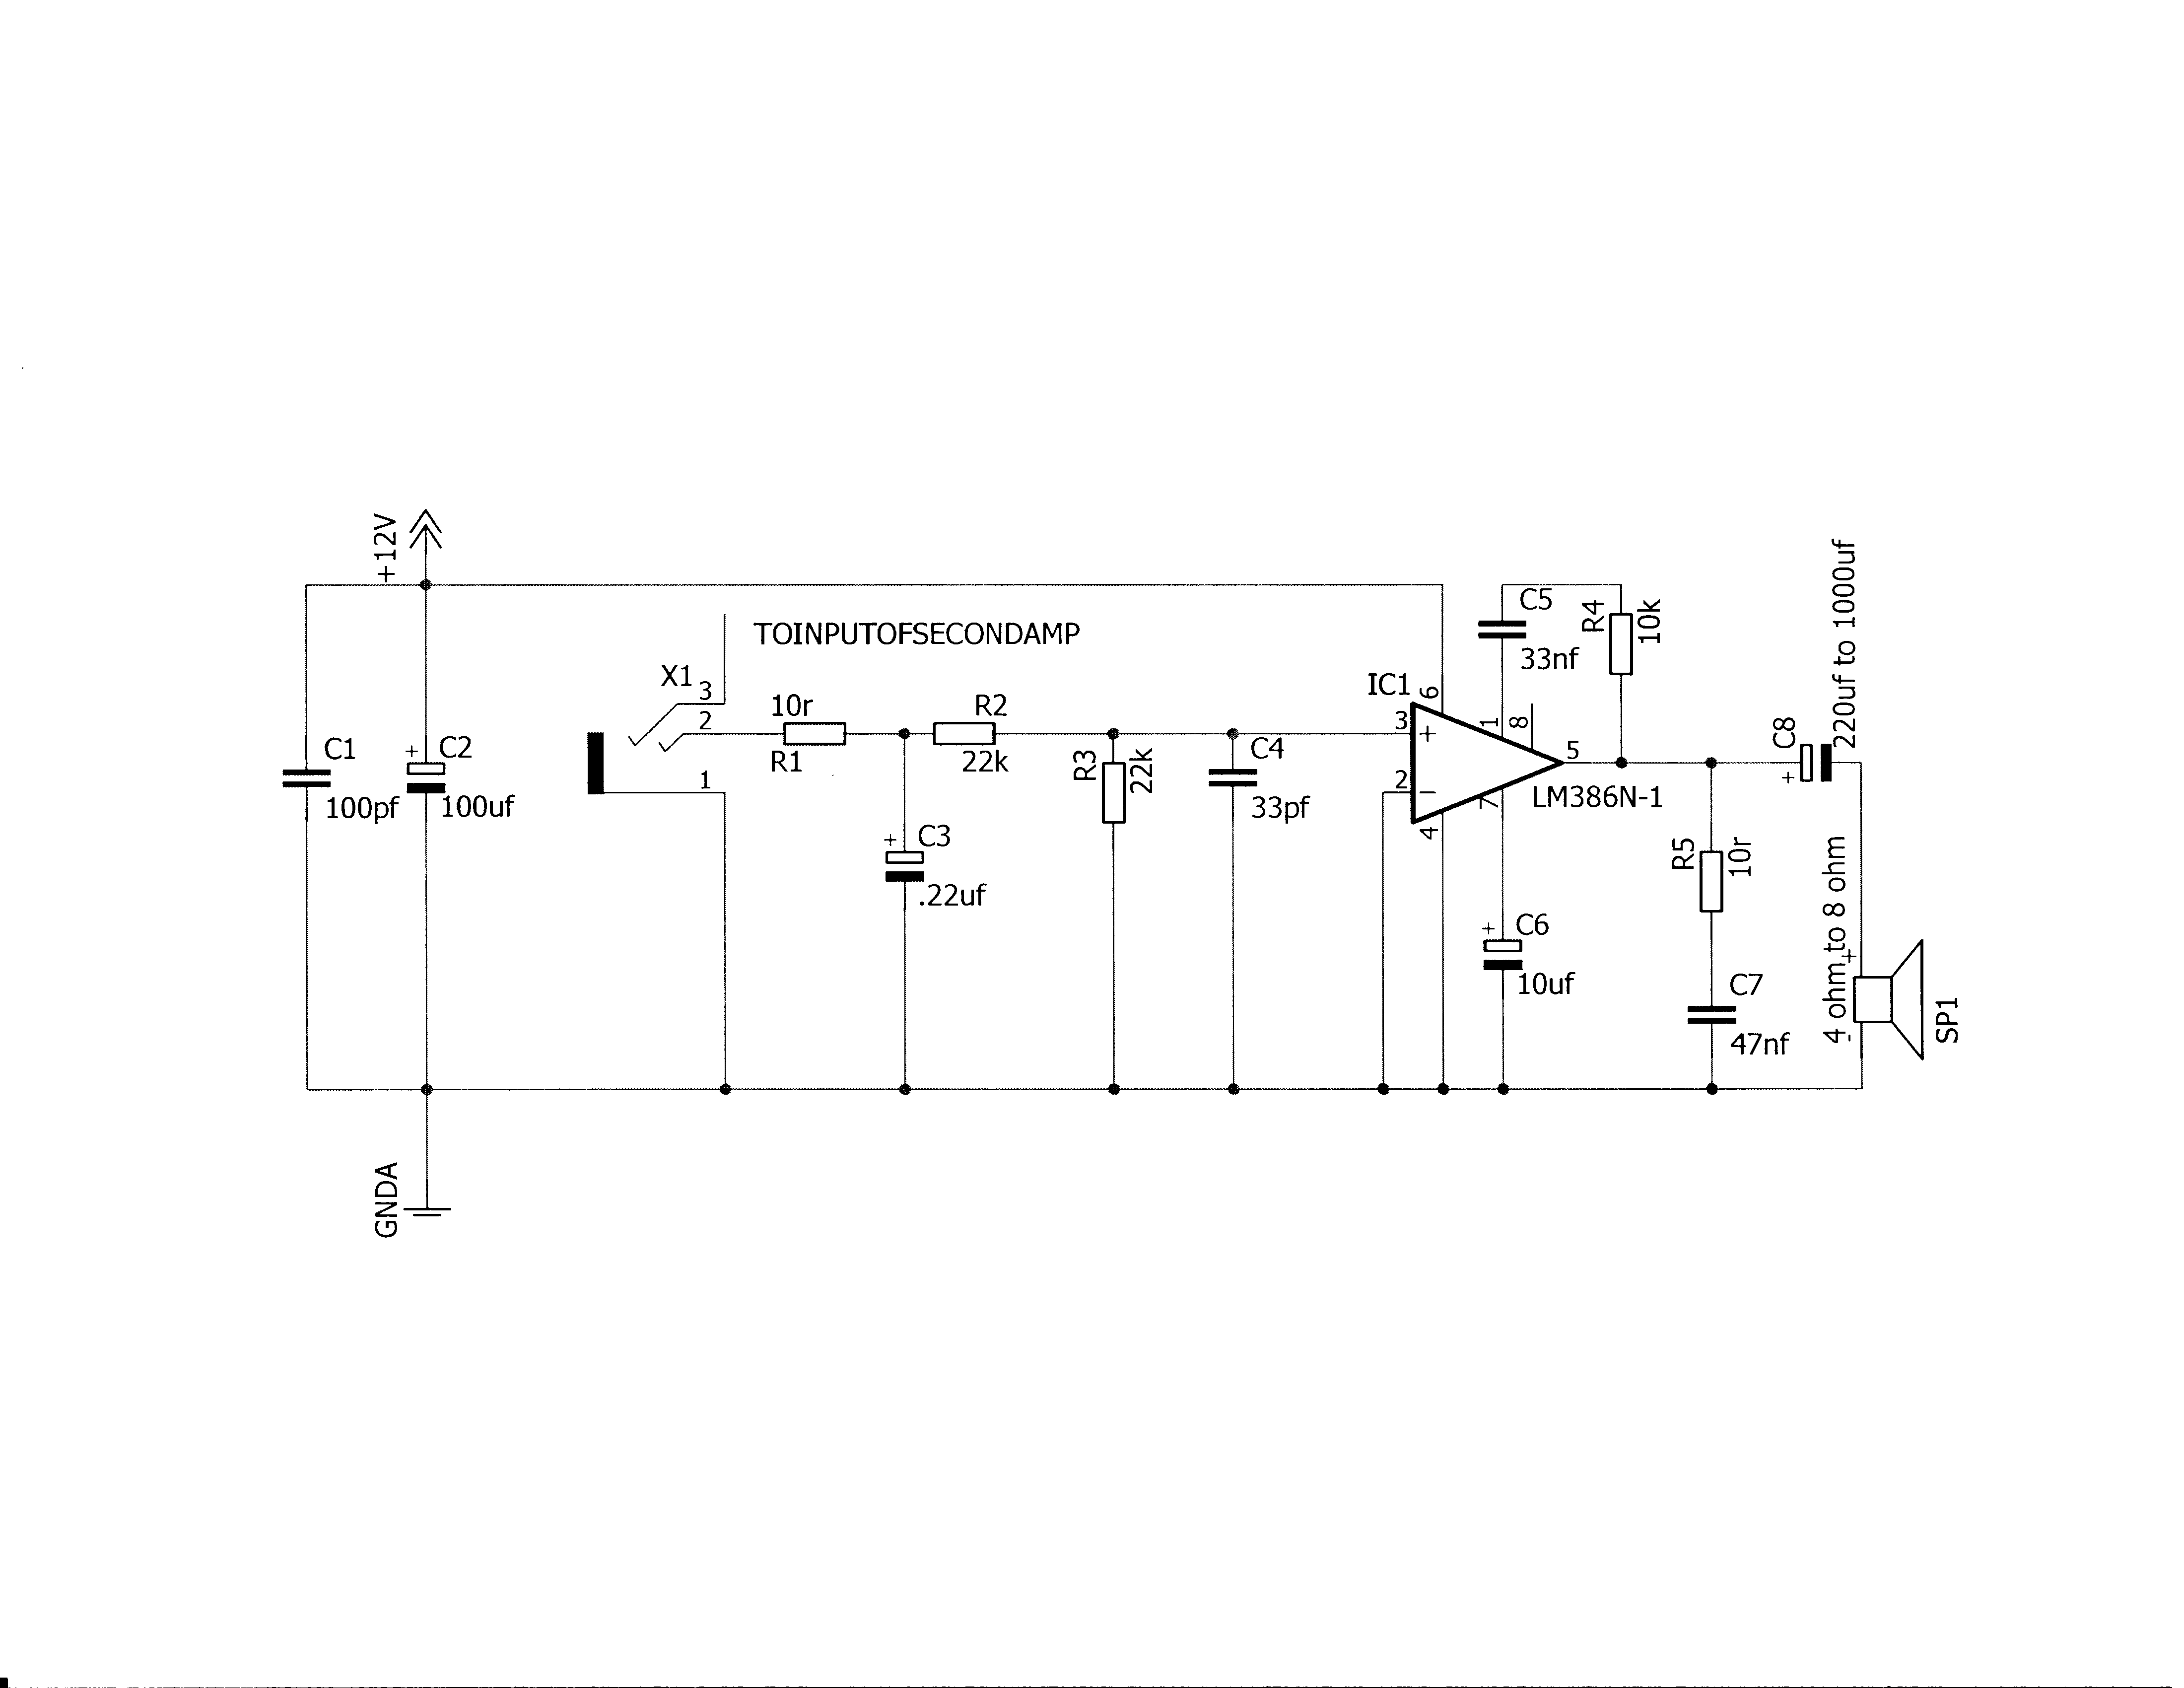 +12V
C1
100pf
+
C2
100uf
GNDA
TOINPUTOFSECONDAMP
X1
3
2
1
10r
R1
+
C3
.22uf
R2
22k
R3
22k
C4
33pf
IC1
6
3
+
2
−
4
1
8
7
5
LM386N-1
C5
33nf
R4
10k
+
C6
10uf
R5
10r
C7
47nf
C8
+
220uf to 1000uf
4 ohm to 8 ohm
+
-
SP1